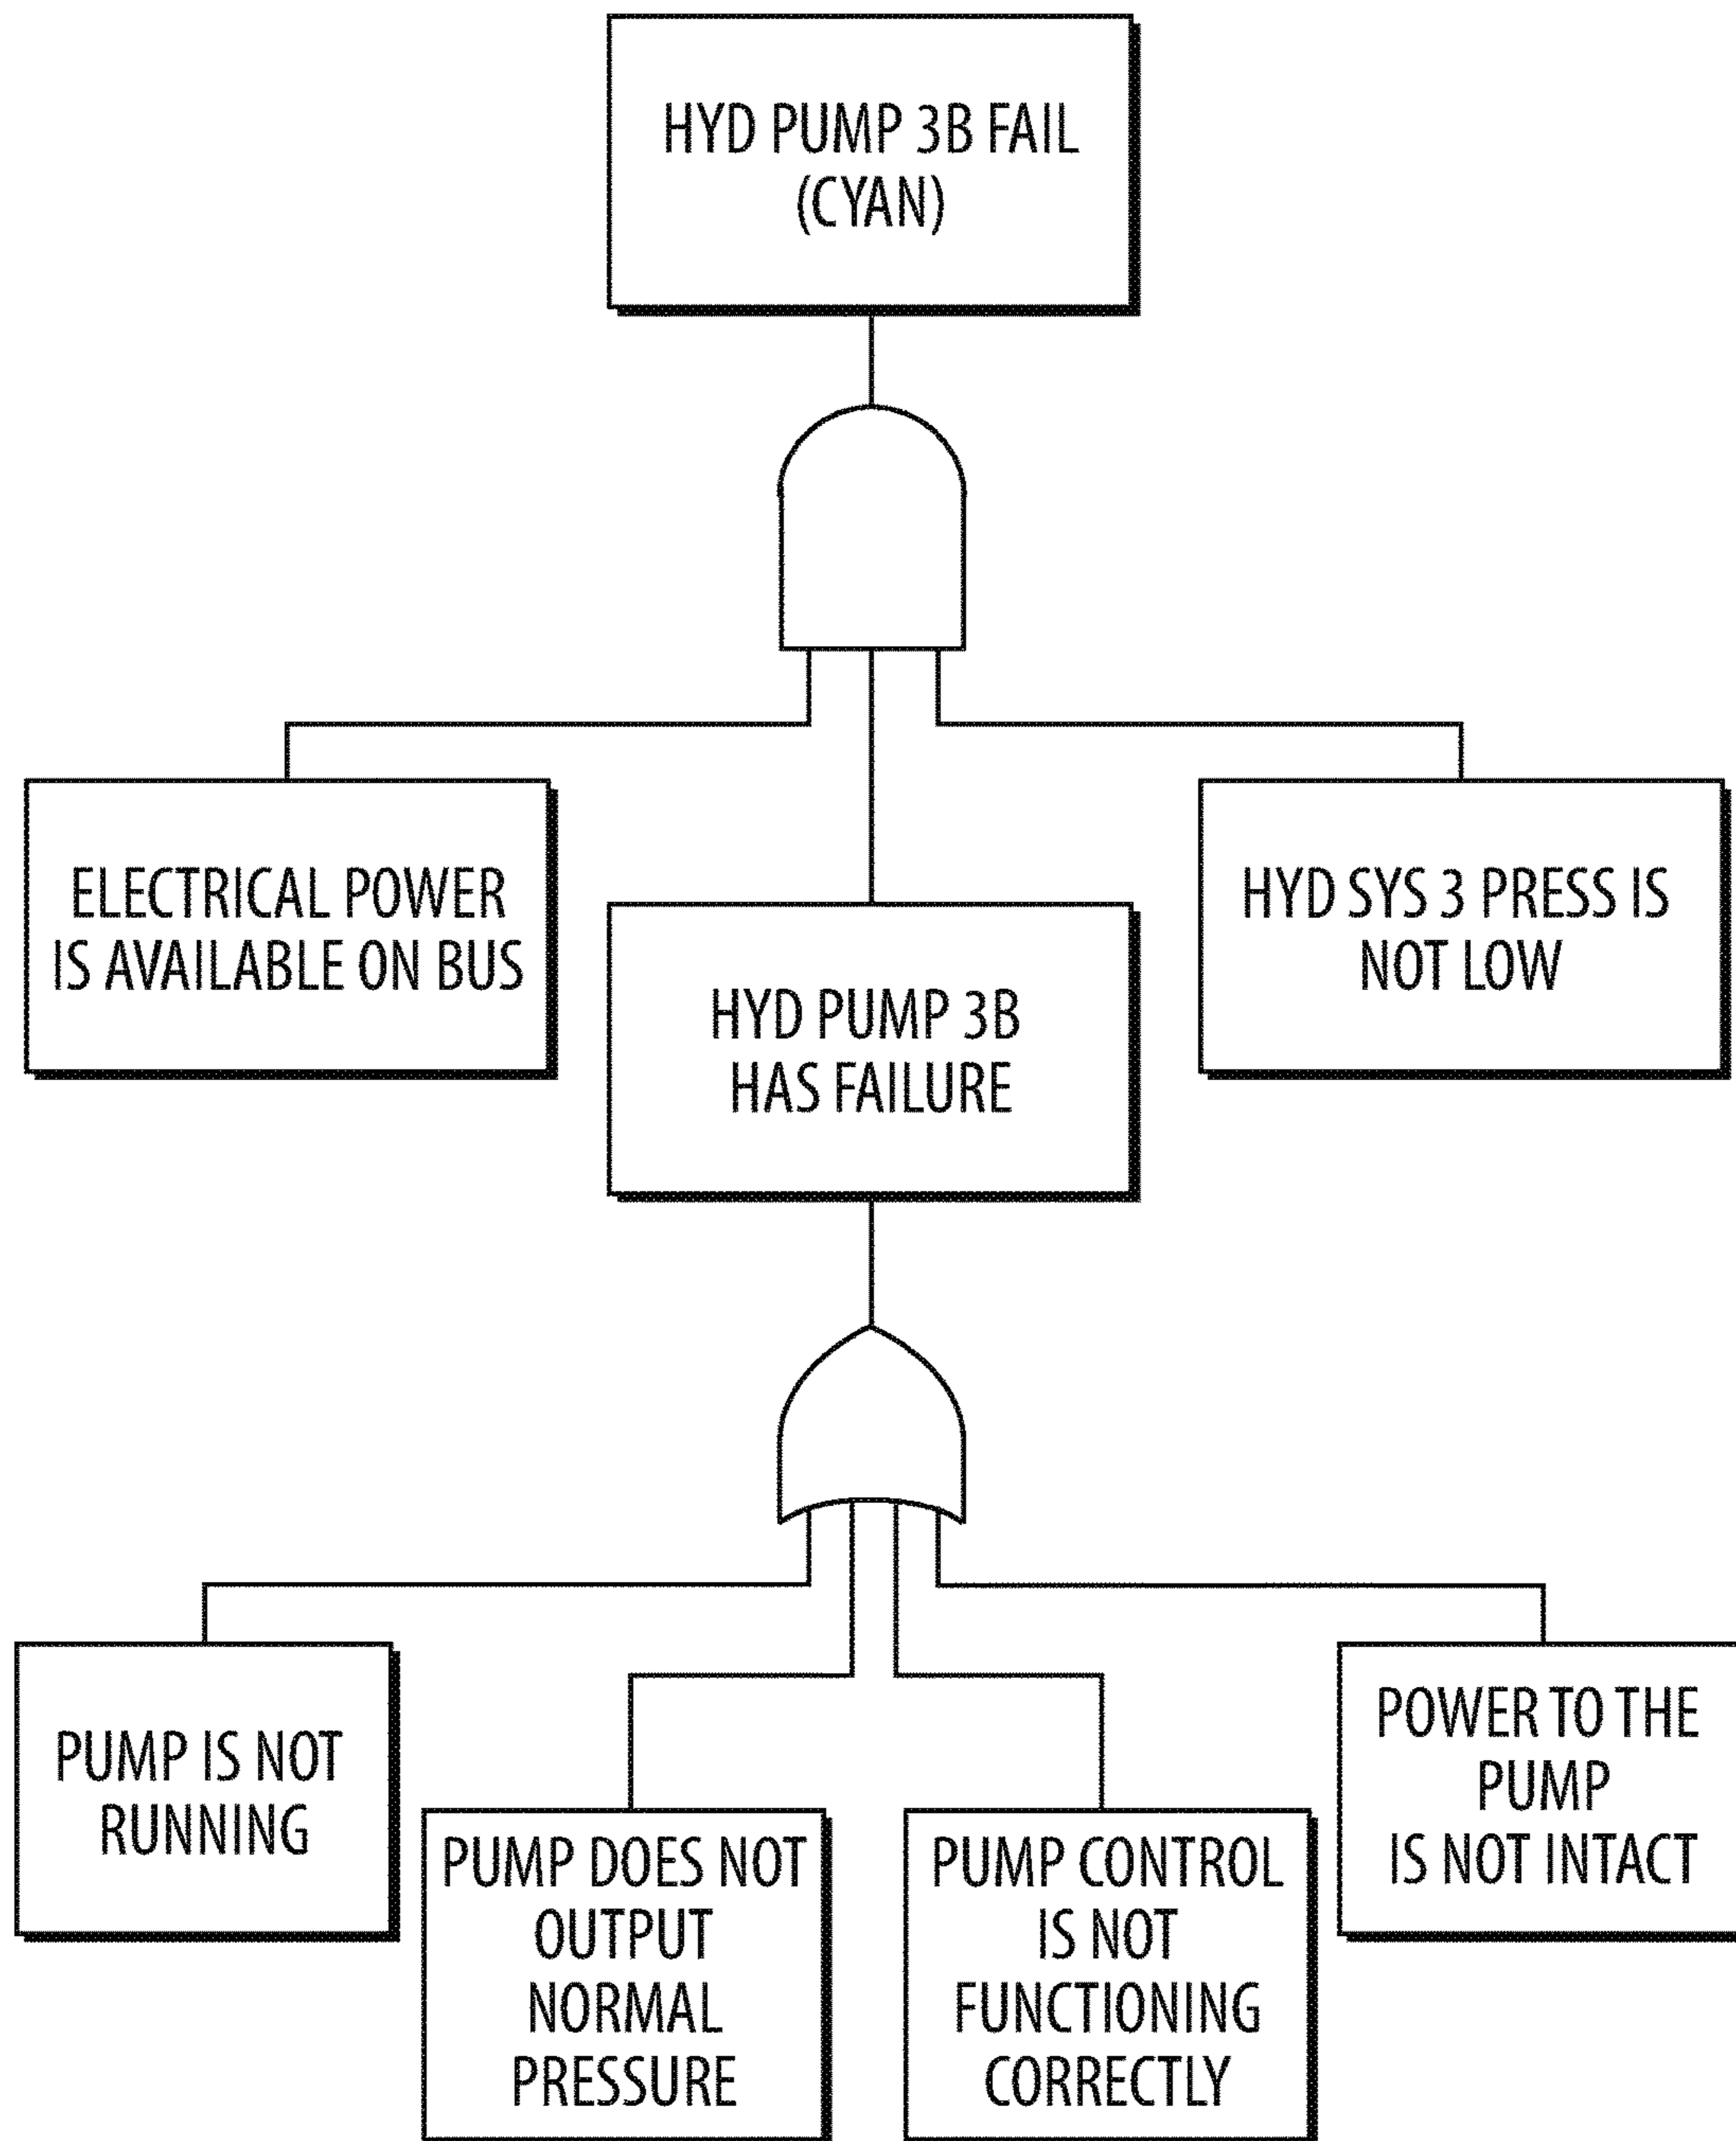 HYD PUMP 3B FAIL
(CYAN)
ELECTRICAL POWER
IS AVAILABLE ON BUS
HYD PUMP 3B
HAS FAILURE
HYD SYS 3 PRESS IS
NOT LOW
PUMP IS NOT
RUNNING
PUMP DOES NOT
OUTPUT
NORMAL
PRESSURE
PUMP CONTROL
IS NOT
FUNCTIONING
CORRECTLY
POWER TO THE
PUMP
IS NOT INTACT